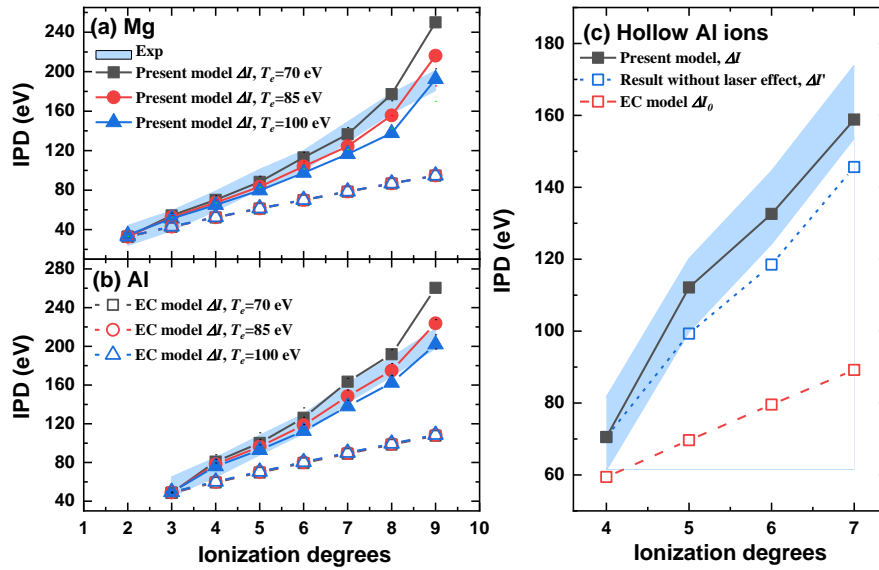 (a) Mg
Exp
Present model ΔI, Te=70 eV
Present model ΔI, Te=85 eV
Present model ΔI, Te=100 eV
IPD (eV)
240
200
160
120
80
40
(b) Al
EC model ΔI, Te=70 eV
EC model ΔI, Te=85 eV
EC model ΔI, Te=100 eV
IPD (eV)
280
240
200
160
120
80
40
1 2 3 4 5 6 7 8 9 10
Ionization degrees
(c) Hollow Al ions
Present model, ΔI
Result without laser effect, ΔI'
EC model ΔI0
IPD (eV)
180
160
140
120
100
80
60
4 5 6 7
Ionization degrees